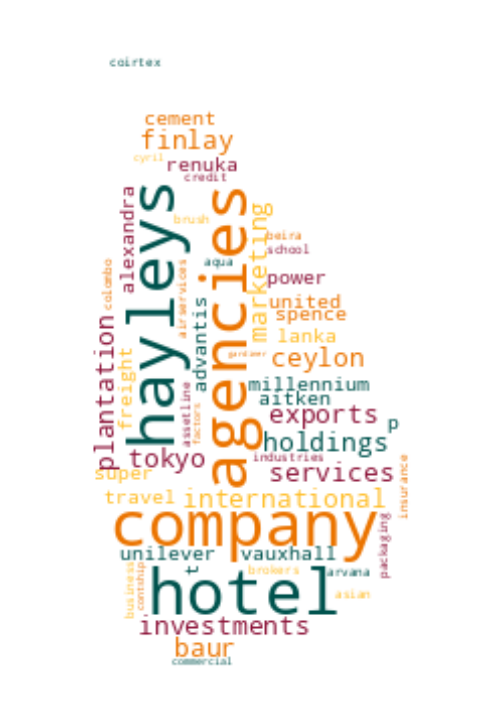 coirtex
cement
finlay
cyril
renuka
credit
alexandra
hayleys
agencies
brush
marketing
beira
school
colombo
airservices
aqua
power
united
spence
advantis
lanka
plantation
freight
gardiner
ceylon
assetline
factors
millennium
aitken
exports
p
holdings
tokyo
industries
super
services
insurance
travel
international
company
packaging
unilever
vauxhall
business
contship
t
brokers
arvana
hotel
asian
investments
baur
commercial